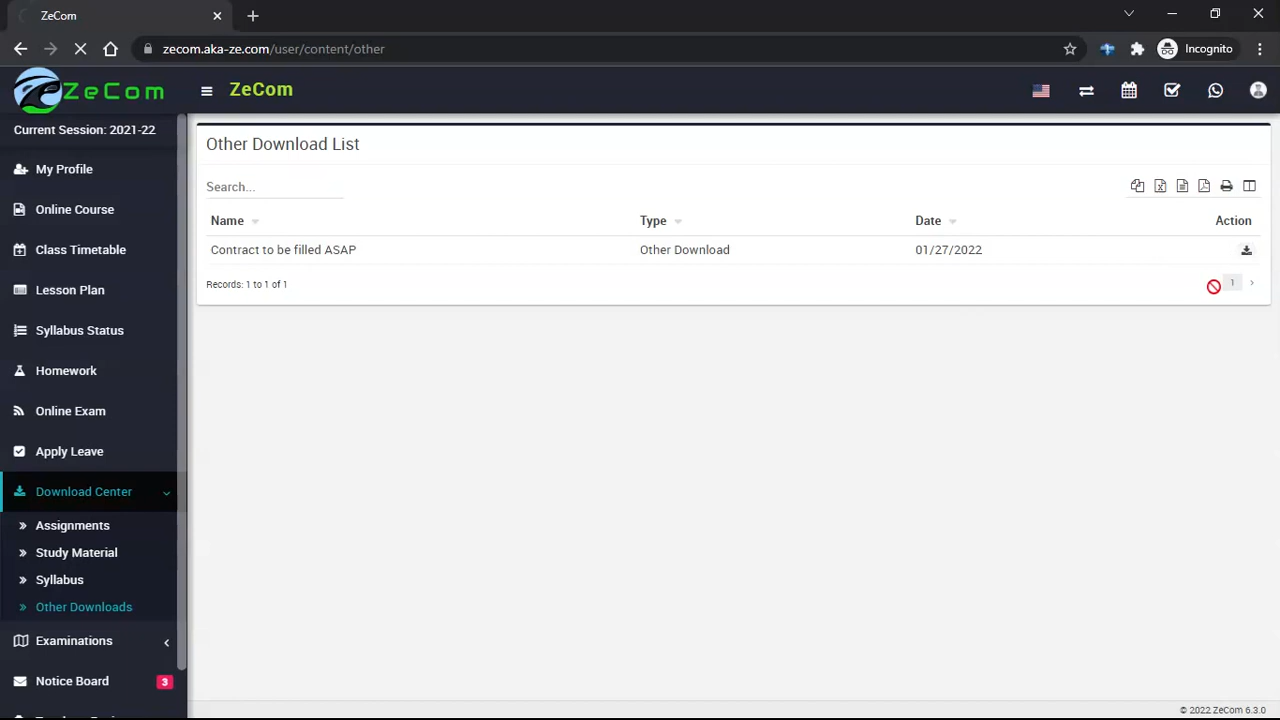 ZeCom
zecom.aka-ze.com/user/content/other
Incognito
ZeCom
ZeCom
Current Session: 2021-22
My Profile
Online Course
Class Timetable
Lesson Plan
Syllabus Status
Homework
Online Exam
Apply Leave
Download Center
Assignments
Study Material
Syllabus
Other Downloads
Examinations
Notice Board 3
Other Download List
Search...
Name Type Date Action
Contract to be filled ASAP Other Download 01/27/2022
Records: 1 to 1 of 1
1
© 2022 ZeCom 6.3.0